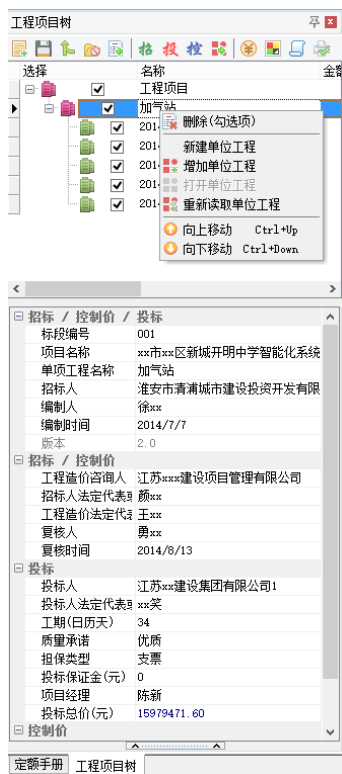 工程项目树
招 投 控
选择 名称 金额
工程项目
加气站
201
删除(勾选项)
201 新建单位工程
201 增加单位工程
201 打开单位工程
201 重新读取单位工程
向上移动 Ctrl+Up
向下移动 Ctrl+Down
招标 / 控制价 / 投标
标段编号 001
项目名称 xx市xx区新城开明中学智能化系统
单项工程名称 加气站
招标人 淮安市清浦城市建设投资开发有限
编制人 徐xx
编制时间 2014/7/7
版本 2.0
招标 / 控制价
工程造价咨询人 江苏xxx建设项目管理有限公司
招标人法定代表或 颜xx
工程造价法定代表 王xx
复核人 勇xx
复核时间 2014/8/13
投标
投标人 江苏xx建设集团有限公司1
投标人法定代表或 xx笑
工期(日历天) 34
质量承诺 优质
担保类型 支票
投标保证金(元) 0
项目经理 陈新
投标总价(元) 15979471.60
控制价
定额手册 工程项目树